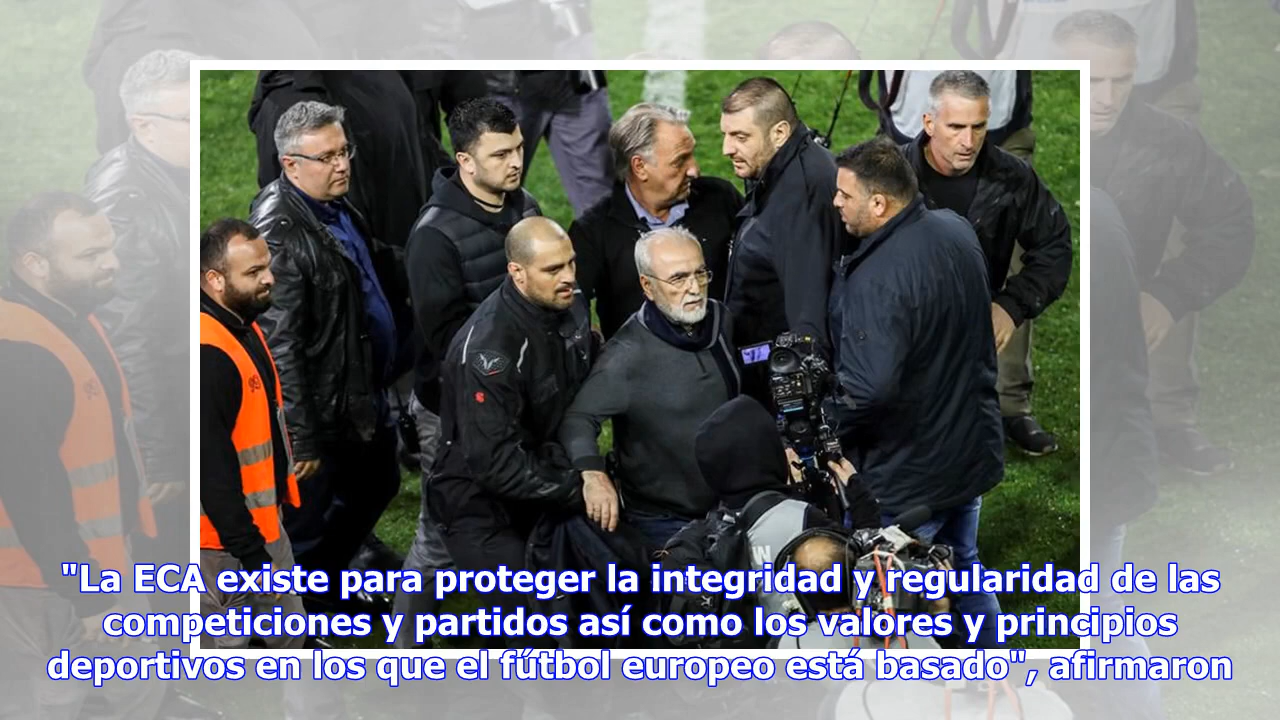 "La ECA existe para proteger la integridad y regularidad de las
competiciones y partidos así como los valores y principios
deportivos en los que el fútbol europeo está basado", afirmaron